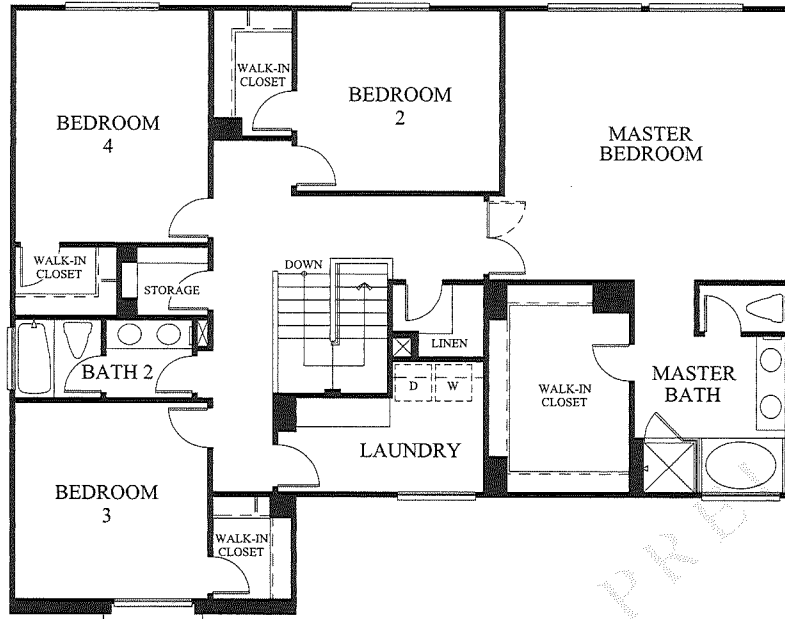 WALK-IN
CLOSET
BEDROOM
2
BEDROOM
4
MASTER
BEDROOM
WALK-IN
CLOSET
STORAGE
DOWN
LINEN
BATH 2
D
W
WALK-IN
CLOSET
MASTER
BATH
LAUNDRY
BEDROOM
3
WALK-IN
CLOSET
PREL